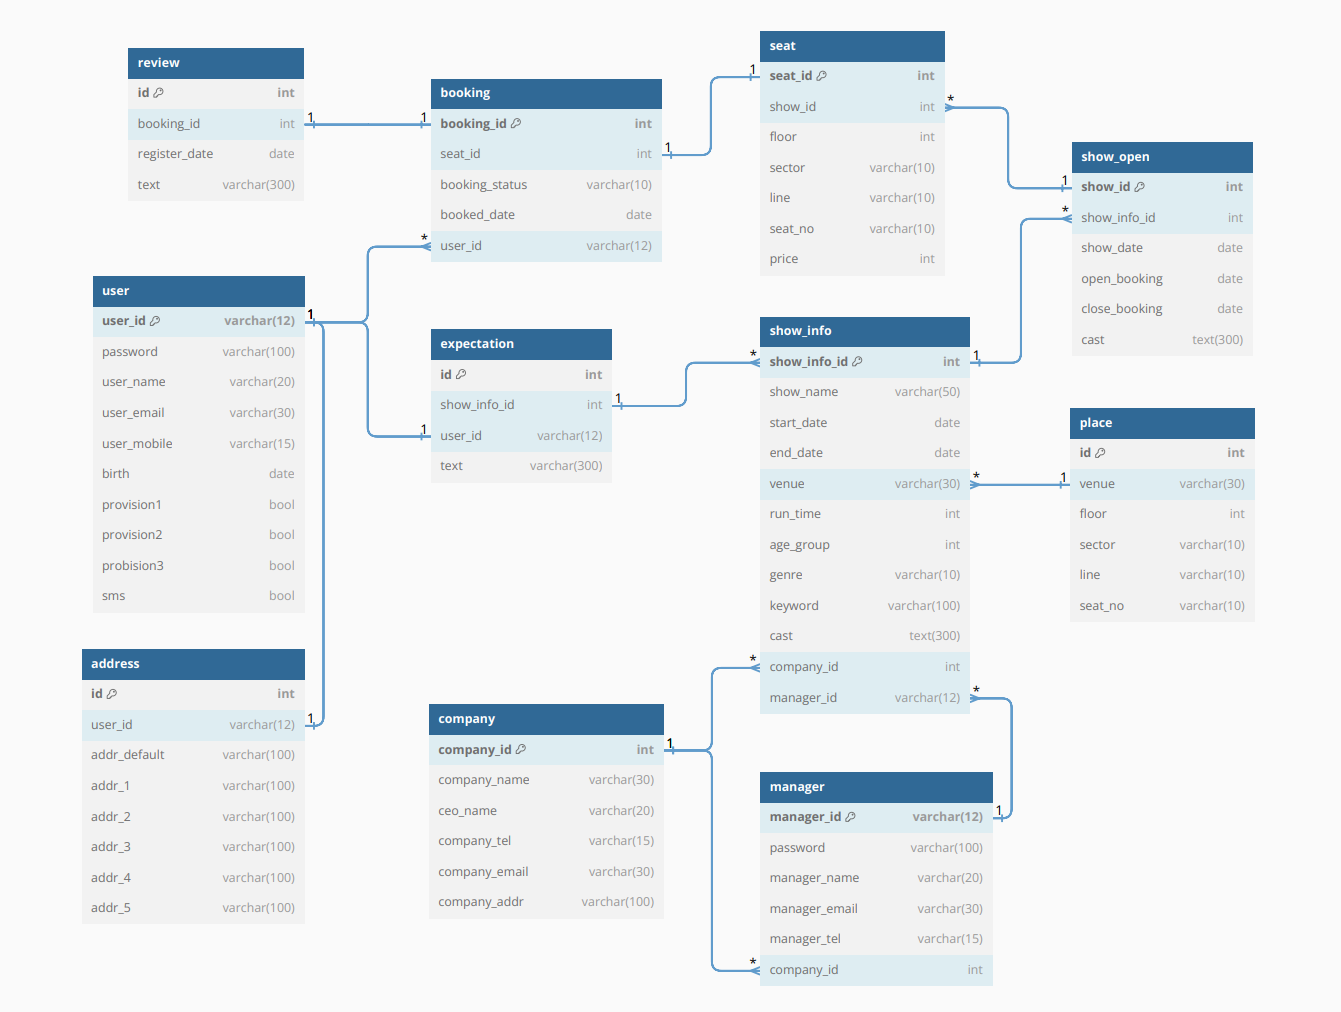 review
id int
booking_id int
register_date date
text varchar(300)
1 1
booking
booking_id int
seat_id int
booking_status varchar(10)
booked_date date
user_id varchar(12)
1
*
seat
seat_id int
show_id int
floor int
sector varchar(10)
line varchar(10)
seat_no varchar(10)
price int
1
*
show_open
show_id int
show_info_id int
show_date date
open_booking date
close_booking date
cast text(300)
1
*
user
user_id varchar(12)
password varchar(100)
user_name varchar(20)
user_email varchar(30)
user_mobile varchar(15)
birth date
provision1 bool
provision2 bool
probision3 bool
sms bool
1
expectation
id int
show_info_id int
user_id varchar(12)
text varchar(300)
1
1
show_info
show_info_id int
show_name varchar(50)
start_date date
end_date date
venue varchar(30)
run_time int
age_group int
genre varchar(10)
keyword varchar(100)
cast text(300)
company_id int
manager_id varchar(12)
*
1
*
*
*
place
id int
venue varchar(30)
floor int
sector varchar(10)
line varchar(10)
seat_no varchar(10)
1
address
id int
user_id varchar(12)
addr_default varchar(100)
addr_1 varchar(100)
addr_2 varchar(100)
addr_3 varchar(100)
addr_4 varchar(100)
addr_5 varchar(100)
1
company
company_id int
company_name varchar(30)
ceo_name varchar(20)
company_tel varchar(15)
company_email varchar(30)
company_addr varchar(100)
1
manager
manager_id varchar(12)
password varchar(100)
manager_name varchar(20)
manager_email varchar(30)
manager_tel varchar(15)
company_id int
1
*